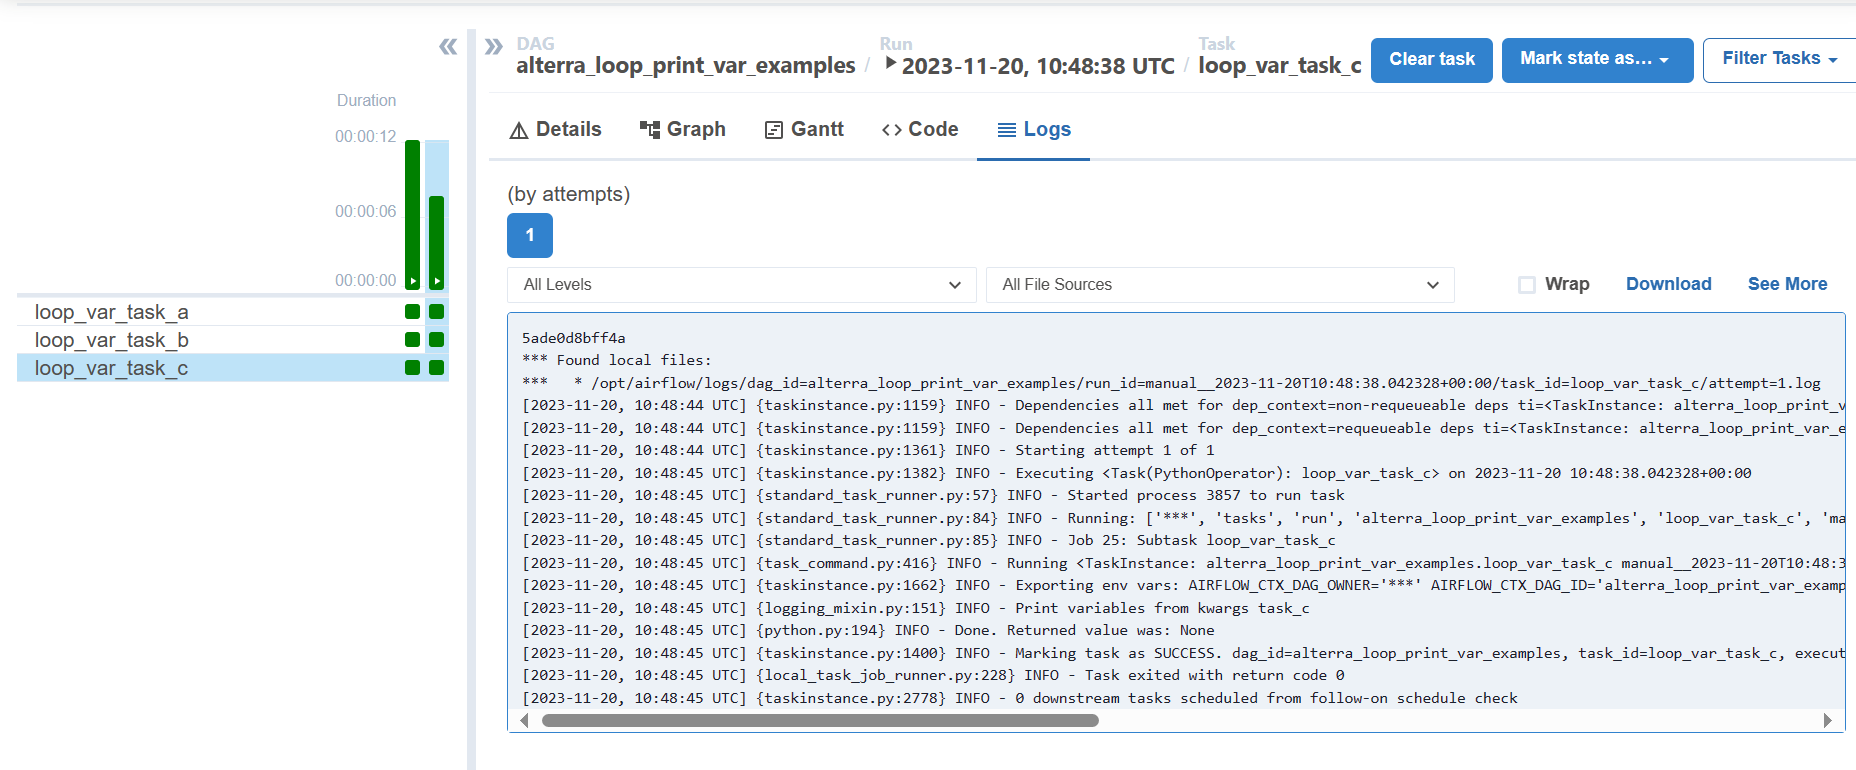 DAG
alterra_loop_print_var_examples
/
Run
2023-11-20, 10:48:38 UTC
/
Task
loop_var_task_c
Clear task
Mark state as...
Filter Tasks
Duration
00:00:12
00:00:06
00:00:00
loop_var_task_a
loop_var_task_b
loop_var_task_c
Details
Graph
Gantt
Code
Logs
(by attempts)
1
All Levels
All File Sources
Wrap
Download
See More
5ade0d8bff4a
*** Found local files:
***   * /opt/airflow/logs/dag_id=alterra_loop_print_var_examples/run_id=manual__2023-11-20T10:48:38.042328+00:00/task_id=loop_var_task_c/attempt=1.log
[2023-11-20, 10:48:44 UTC] {taskinstance.py:1159} INFO - Dependencies all met for dep_context=non-requeueable deps ti=<TaskInstance: alterra_loop_print_v
[2023-11-20, 10:48:44 UTC] {taskinstance.py:1159} INFO - Dependencies all met for dep_context=requeueable deps ti=<TaskInstance: alterra_loop_print_var_e
[2023-11-20, 10:48:44 UTC] {taskinstance.py:1361} INFO - Starting attempt 1 of 1
[2023-11-20, 10:48:45 UTC] {taskinstance.py:1382} INFO - Executing <Task(PythonOperator): loop_var_task_c> on 2023-11-20 10:48:38.042328+00:00
[2023-11-20, 10:48:45 UTC] {standard_task_runner.py:57} INFO - Started process 3857 to run task
[2023-11-20, 10:48:45 UTC] {standard_task_runner.py:84} INFO - Running: ['***', 'tasks', 'run', 'alterra_loop_print_var_examples', 'loop_var_task_c', 'ma
[2023-11-20, 10:48:45 UTC] {standard_task_runner.py:85} INFO - Job 25: Subtask loop_var_task_c
[2023-11-20, 10:48:45 UTC] {task_command.py:416} INFO - Running <TaskInstance: alterra_loop_print_var_examples.loop_var_task_c manual__2023-11-20T10:48:3
[2023-11-20, 10:48:45 UTC] {taskinstance.py:1662} INFO - Exporting env vars: AIRFLOW_CTX_DAG_OWNER='***' AIRFLOW_CTX_DAG_ID='alterra_loop_print_var_examp
[2023-11-20, 10:48:45 UTC] {logging_mixin.py:151} INFO - Print variables from kwargs task_c
[2023-11-20, 10:48:45 UTC] {python.py:194} INFO - Done. Returned value was: None
[2023-11-20, 10:48:45 UTC] {taskinstance.py:1400} INFO - Marking task as SUCCESS. dag_id=alterra_loop_print_var_examples, task_id=loop_var_task_c, execut
[2023-11-20, 10:48:45 UTC] {local_task_job_runner.py:228} INFO - Task exited with return code 0
[2023-11-20, 10:48:45 UTC] {taskinstance.py:2778} INFO - 0 downstream tasks scheduled from follow-on schedule check